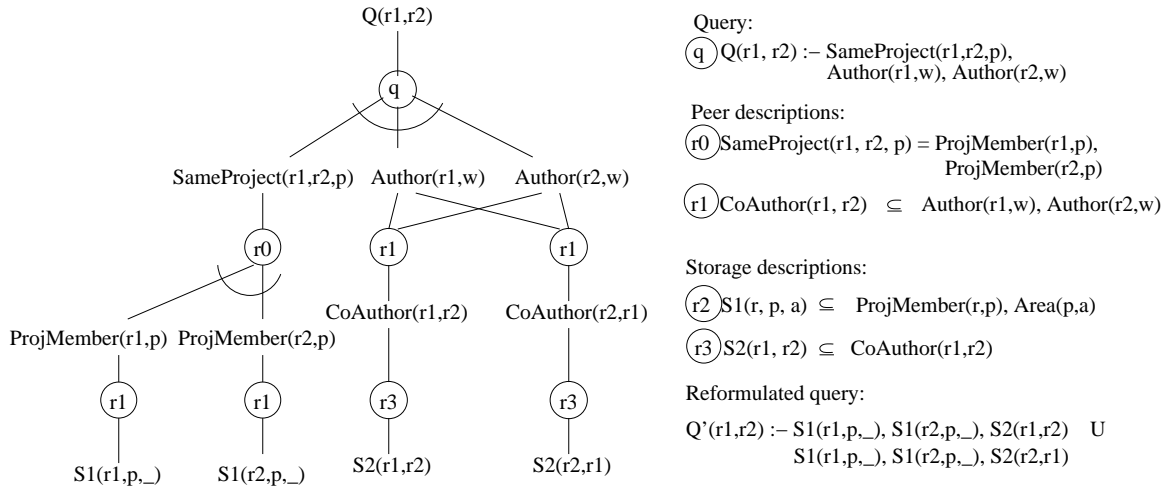 Q(r1,r2)
q
SameProject(r1,r2,p) Author(r1,w) Author(r2,w)
r0 r1 r1
CoAuthor(r1,r2) CoAuthor(r2,r1)
ProjMember(r1,p) ProjMember(r2,p)
r1 r1 r3 r3
S1(r1,p,_) S1(r2,p,_) S2(r1,r2) S2(r2,r1)
Query:
q Q(r1, r2) :– SameProject(r1,r2,p),
Author(r1,w), Author(r2,w)
Peer descriptions:
r0 SameProject(r1, r2, p) = ProjMember(r1,p),
ProjMember(r2,p)
r1 CoAuthor(r1, r2) ⊆ Author(r1,w), Author(r2,w)
Storage descriptions:
r2 S1(r, p, a) ⊆ ProjMember(r,p), Area(p,a)
r3 S2(r1, r2) ⊆ CoAuthor(r1,r2)
Reformulated query:
Q’(r1,r2) :– S1(r1,p,_), S1(r2,p,_), S2(r1,r2) U
S1(r1,p,_), S1(r2,p,_), S2(r2,r1)